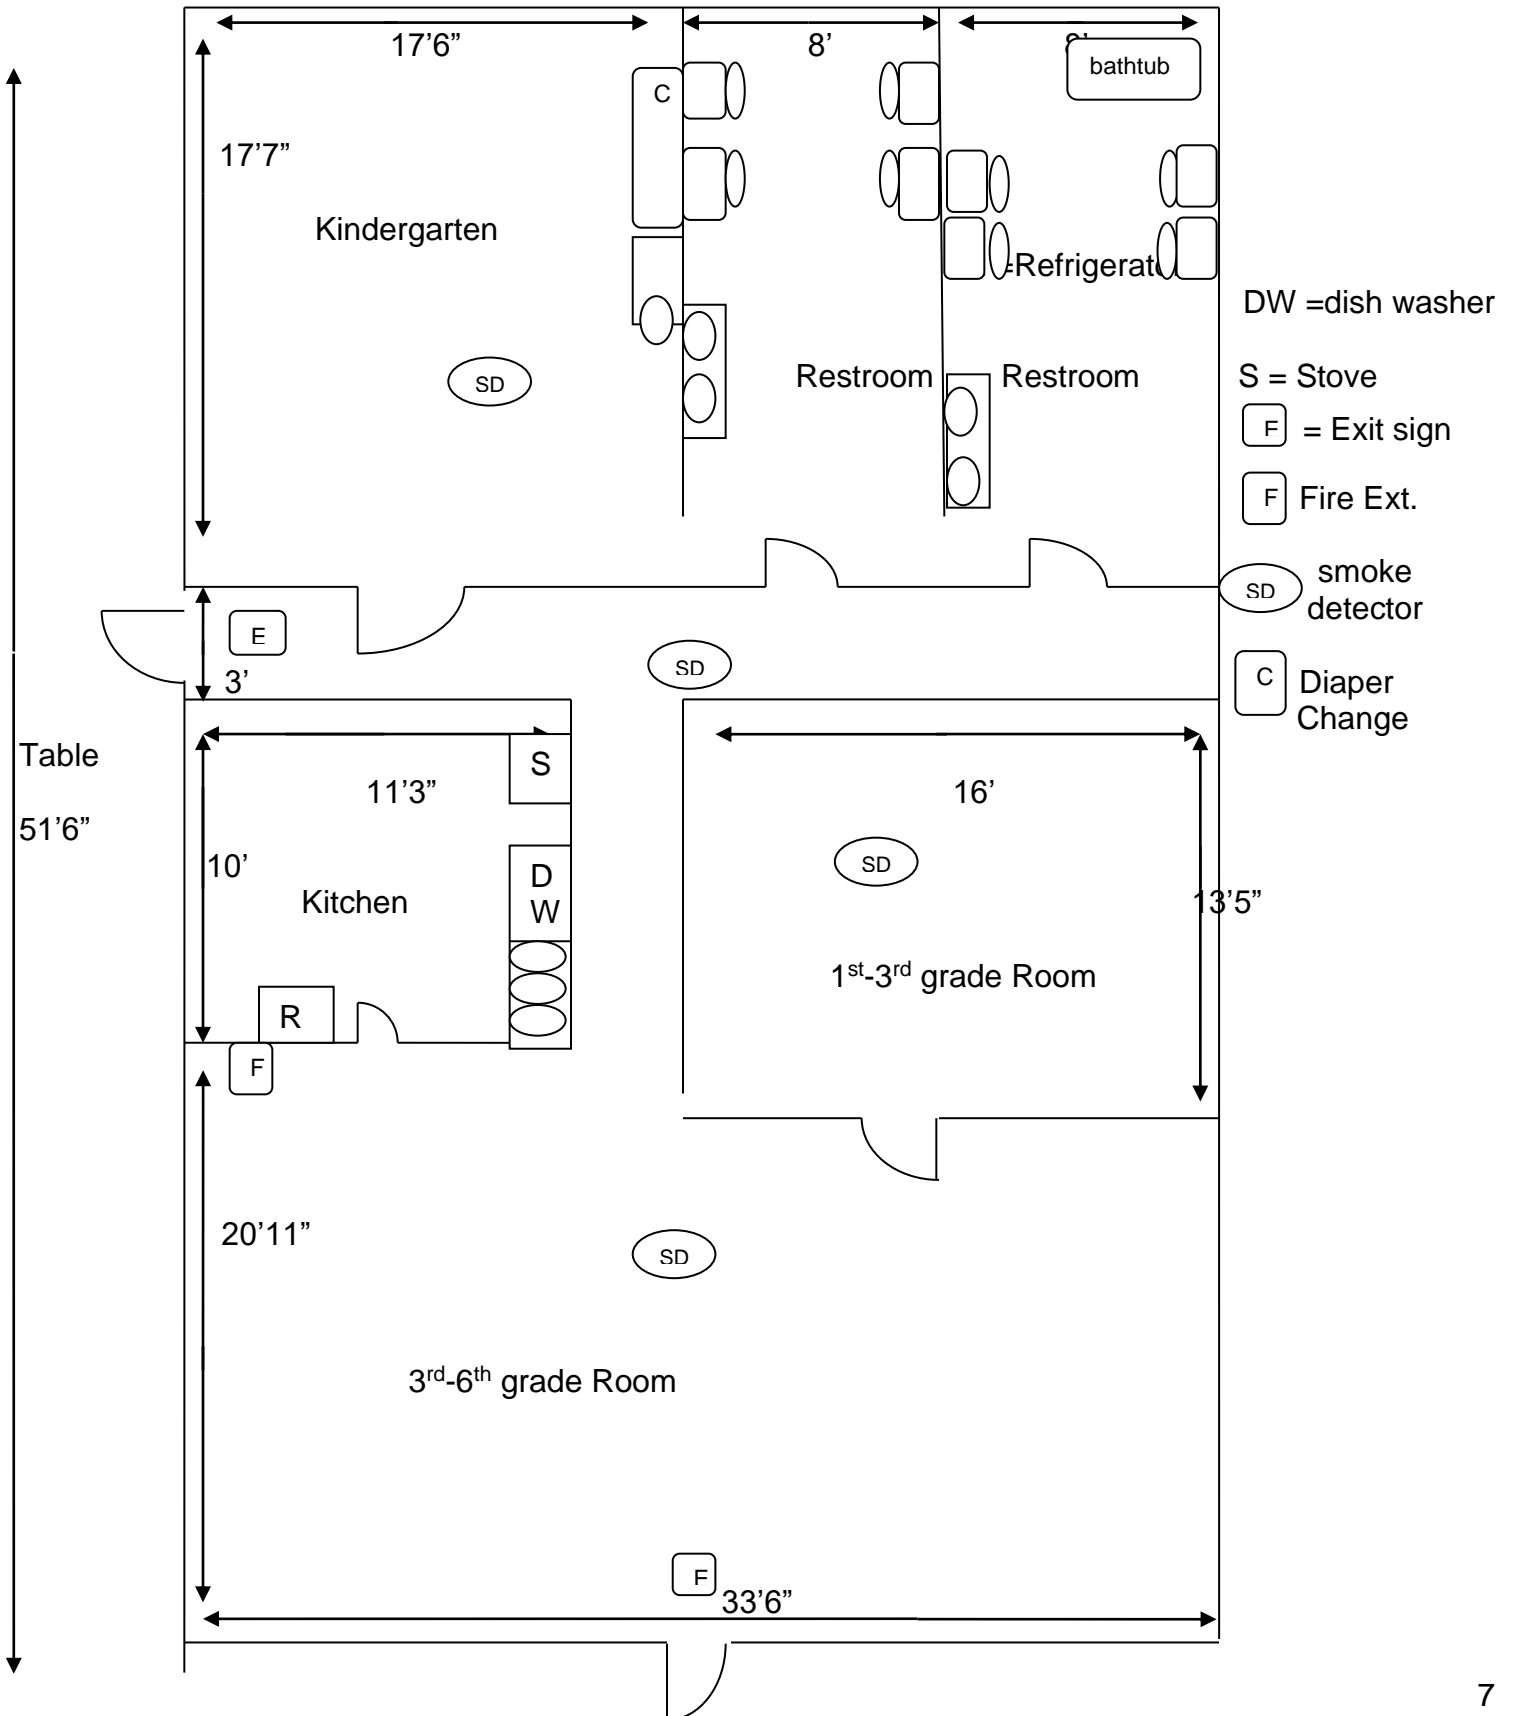 17’6”
8’
8’
bathtub
C
17’7”
Kindergarten
=Refrigerato
DW =dish washer
SD
Restroom
Restroom
S = Stove
F = Exit sign
F Fire Ext.
SD smoke
detector
E
SD
3’
C Diaper
Change
Table
S
11’3”
16’
51’6”
10’
SD
D
W
Kitchen
13’5”
1st-3rd grade Room
R
F
20’11”
SD
3rd-6th grade Room
F
33’6”
7